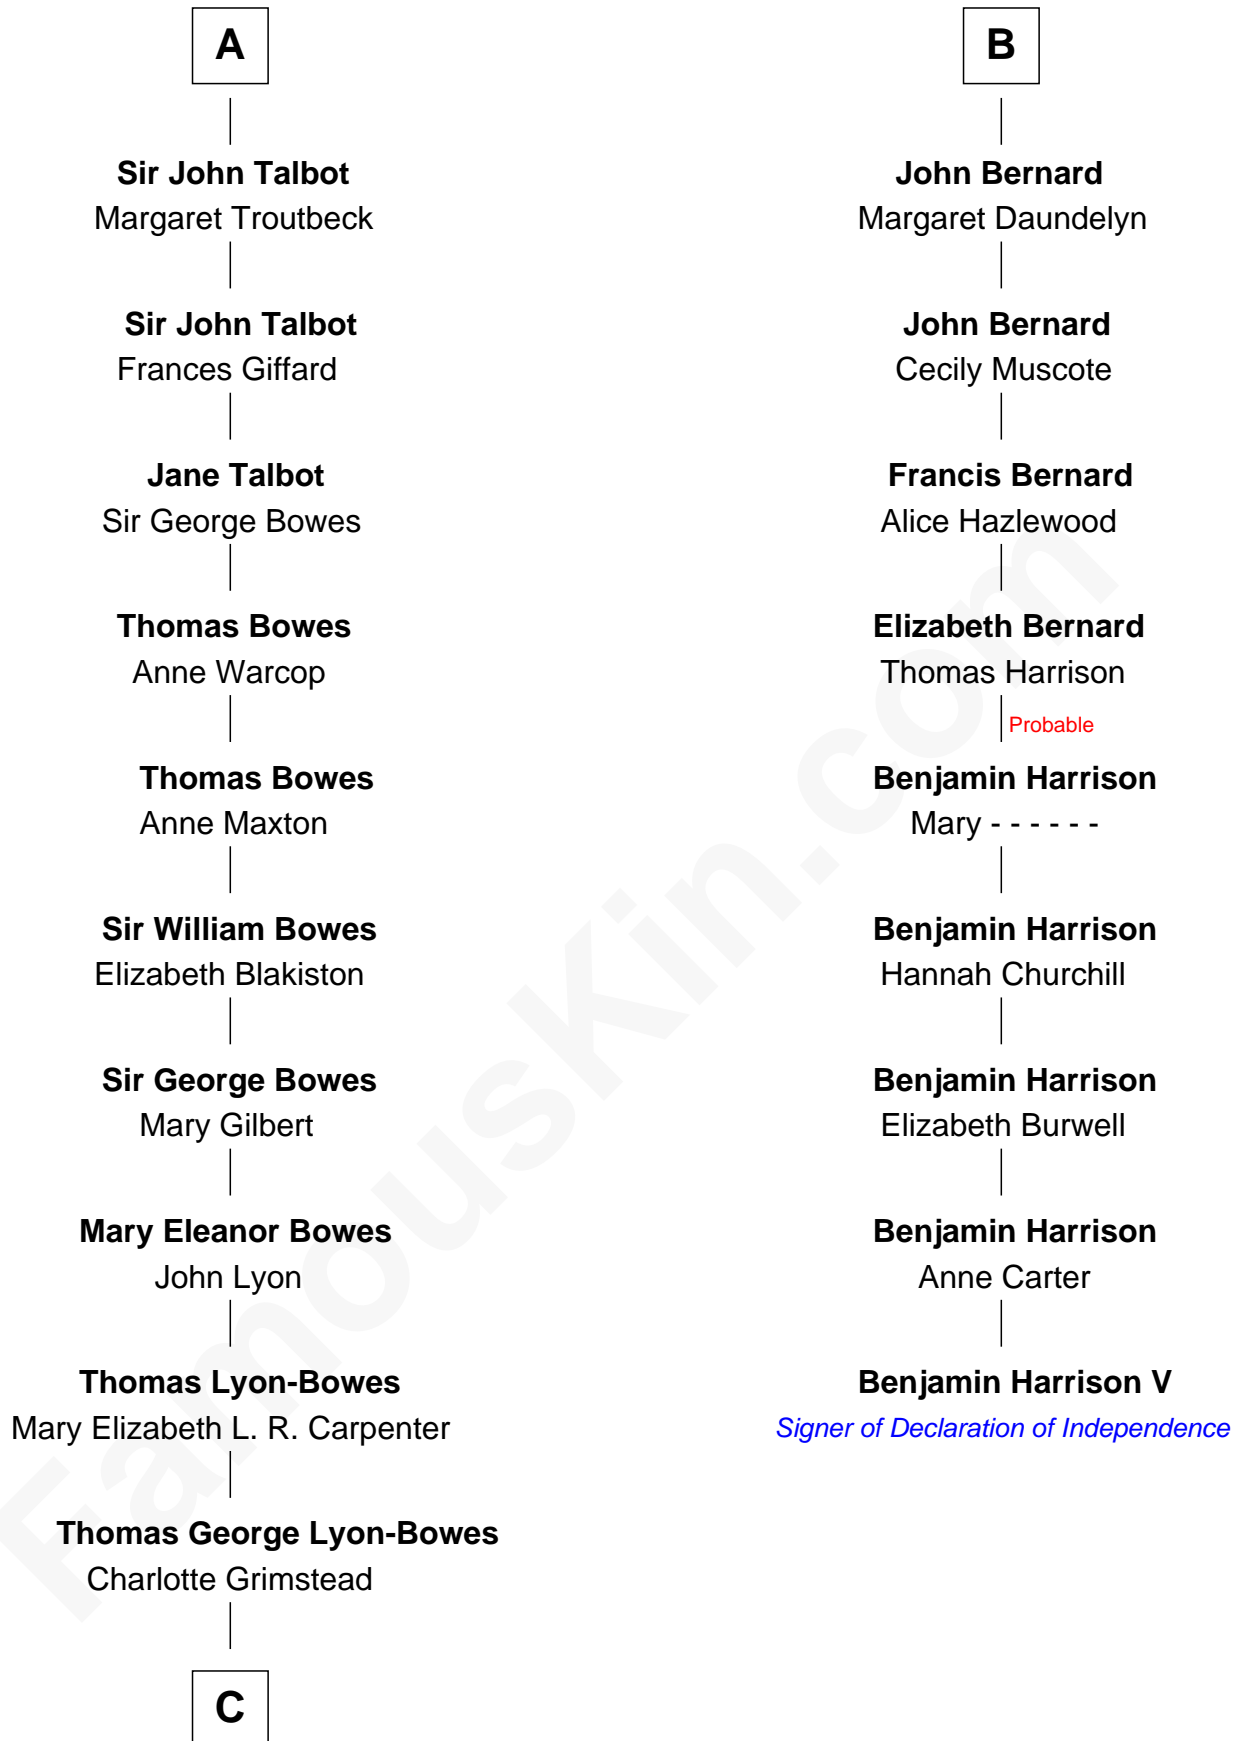 A
Sir John Talbot
Margaret Troutbeck
Sir John Talbot
Frances Giffard
Jane Talbot
Sir George Bowes
Thomas Bowes
Anne Warcop
Thomas Bowes
Anne Maxton
Sir William Bowes
Elizabeth Blakiston
Sir George Bowes
Mary Gilbert
Mary Eleanor Bowes
John Lyon
Thomas Lyon-Bowes
Mary Elizabeth L. R. Carpenter
Thomas George Lyon-Bowes
Charlotte Grimstead
C
B
John Bernard
Margaret Daundelyn
John Bernard
Cecily Muscote
Francis Bernard
Alice Hazlewood
Elizabeth Bernard
Thomas Harrison
Probable
Benjamin Harrison
Mary - - - - - -
Benjamin Harrison
Hannah Churchill
Benjamin Harrison
Elizabeth Burwell
Benjamin Harrison
Anne Carter
Benjamin Harrison V
Signer of Declaration of Independence
FamousKin.com